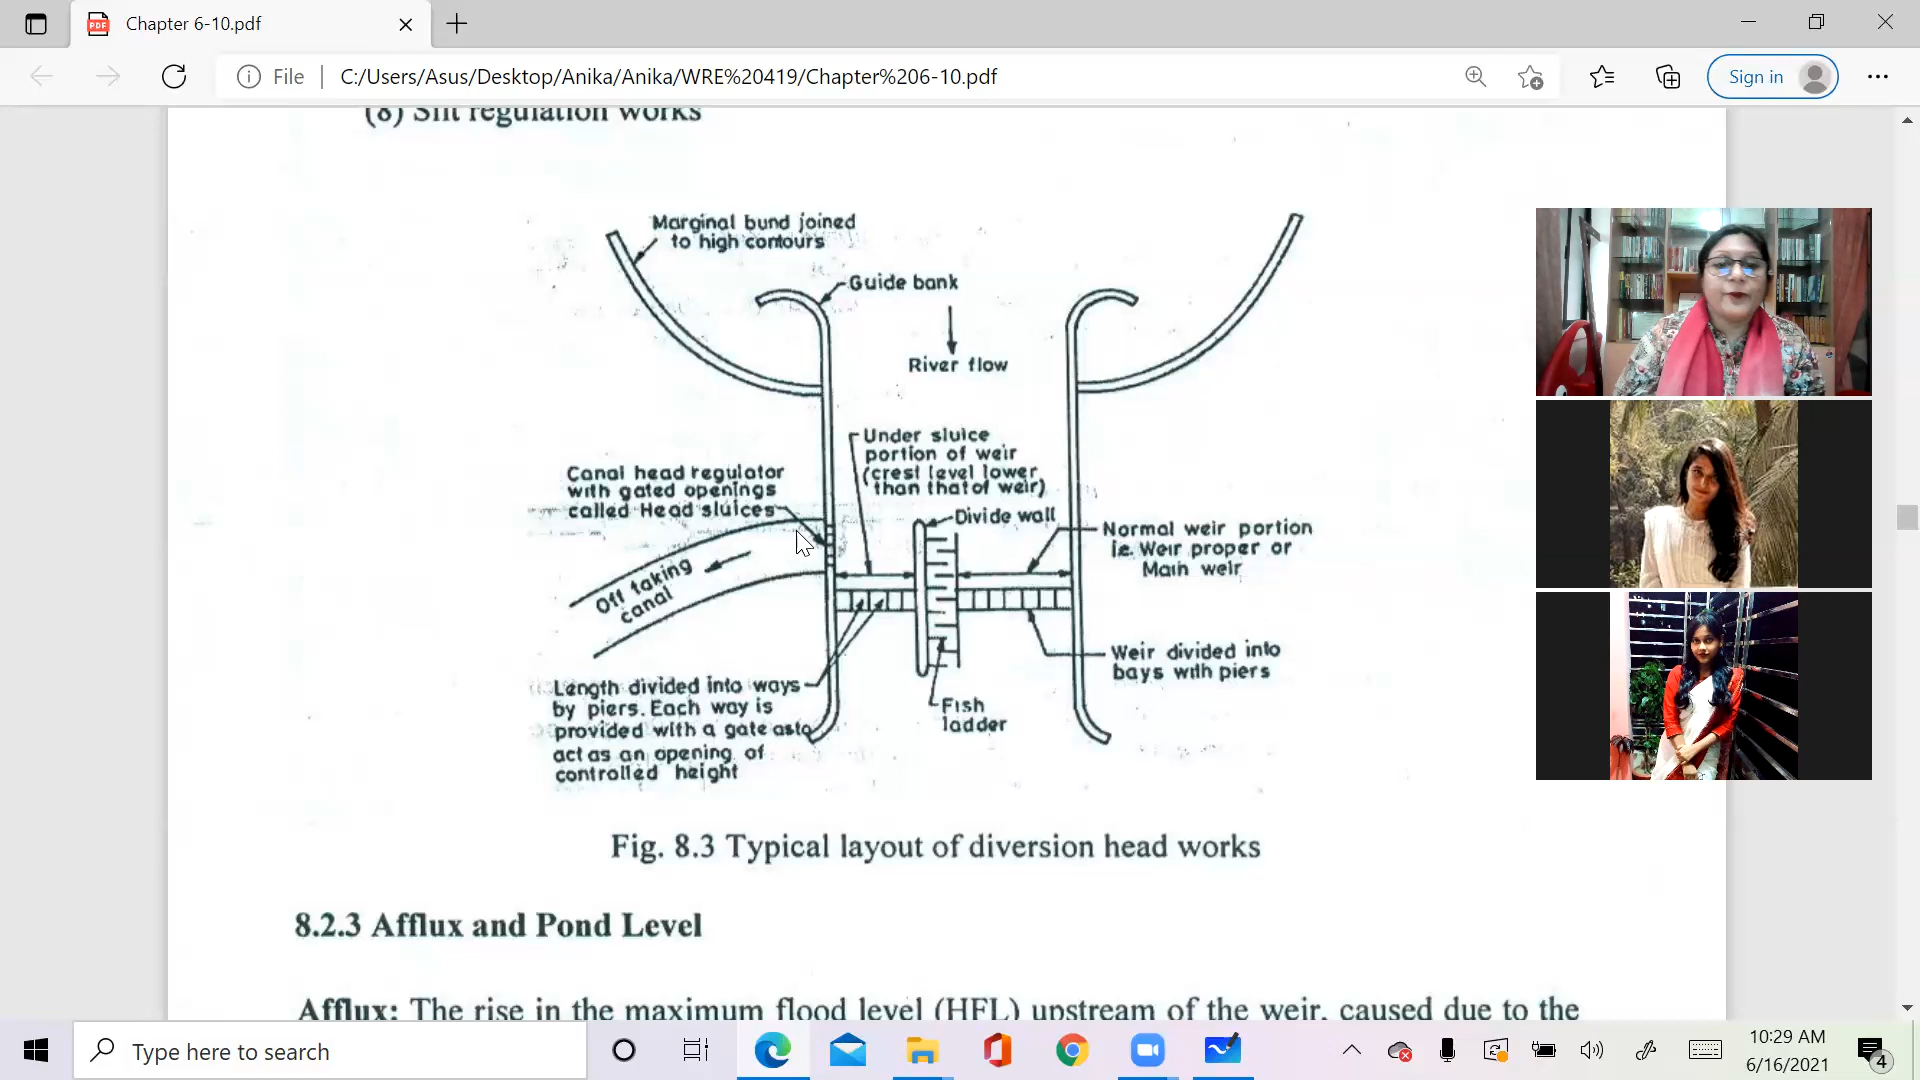 Chapter 6-10.pdf
File
C:/Users/Asus/Desktop/Anika/Anika/WRE%20419/Chapter%206-10.pdf
Sign in
(8) Silt regulation works
Marginal bund joined
to high contours
Guide bank
River flow
Under sluice
portion of weir
(crest level lower
than that of weir)
Canal head regulator
with gated openings
called Head sluices
Divide wall
Normal weir portion
i.e. Weir proper or
Main weir
Off taking
canal
Weir divided into
bays with piers
Length divided into ways
by piers. Each way is
provided with a gate asto
act as an opening of
controlled height
Fish
ladder
Fig. 8.3 Typical layout of diversion head works
8.2.3 Afflux and Pond Level
Afflux: The rise in the maximum flood level (HFL) upstream of the weir, caused due to the
Type here to search
10:29 AM
6/16/2021
4